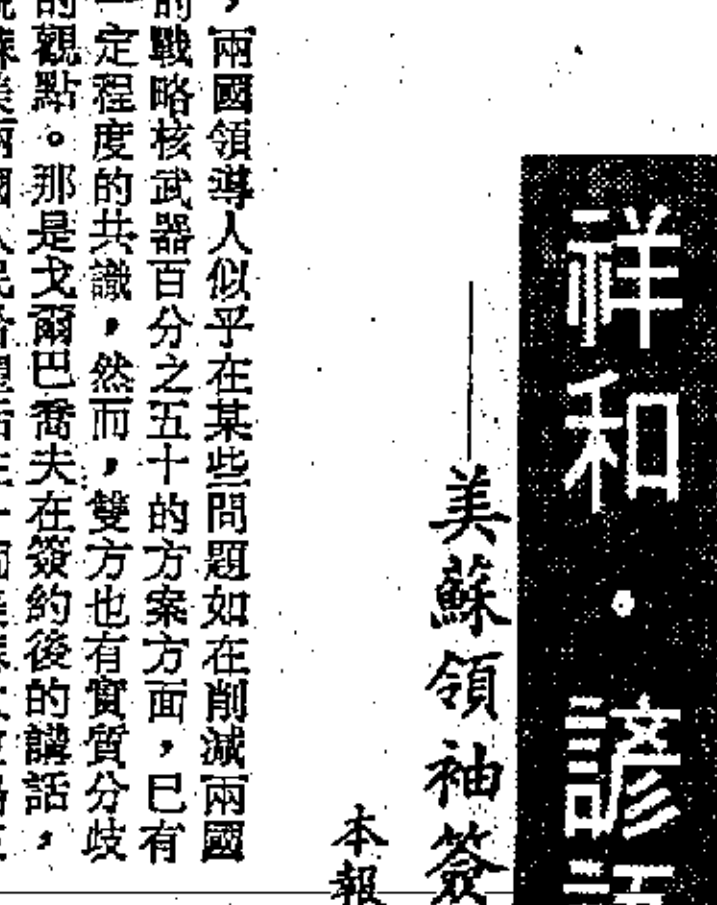 祥和·諺
──美蘇領袖簽
本報
，兩國領導人似乎在某些問題如在削減兩國
的戰略核武器百分之五十的方案方面，已有
一定程度的共識，然而，雙方也有實質分歧
的觀點。那是戈爾巴喬夫在簽約後的講話，